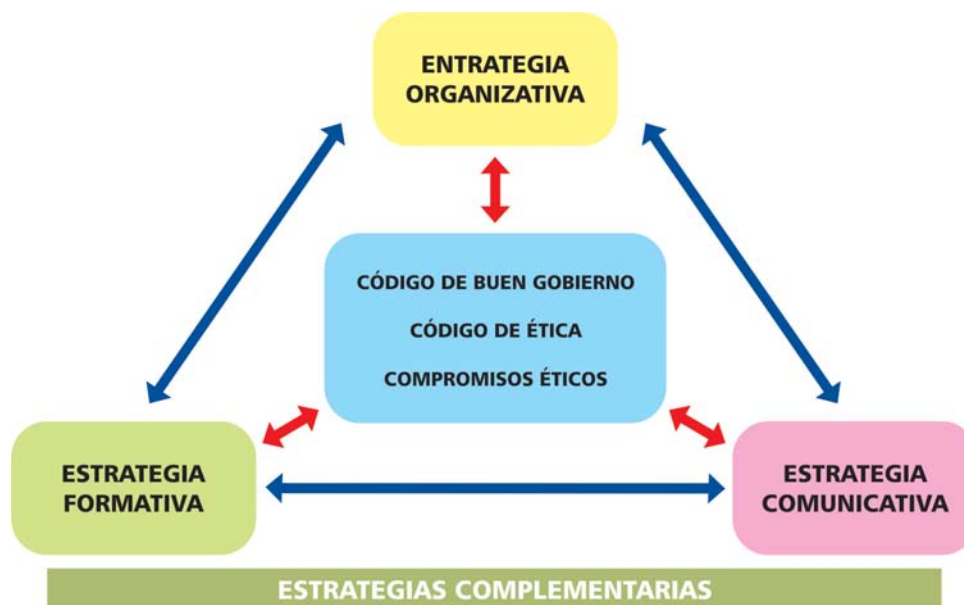 ENTRATEGIA
ORGANIZATIVA
CÓDIGO DE BUEN GOBIERNO
CÓDIGO DE ÉTICA
COMPROMISOS ÉTICOS
ESTRATEGIA
FORMATIVA
ESTRATEGIA
COMUNICATIVA
ESTRATEGIAS COMPLEMENTARIAS